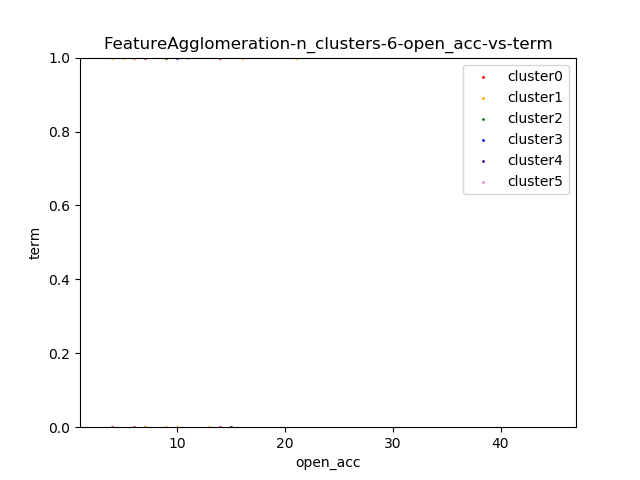 FeatureAgglomeration-n_clusters-6-open_acc-vs-term
1.0
0.8
0.6
0.4
0.2
0.0
term
cluster0
cluster1
cluster2
cluster3
cluster4
cluster5
10 20 30 40
open_acc